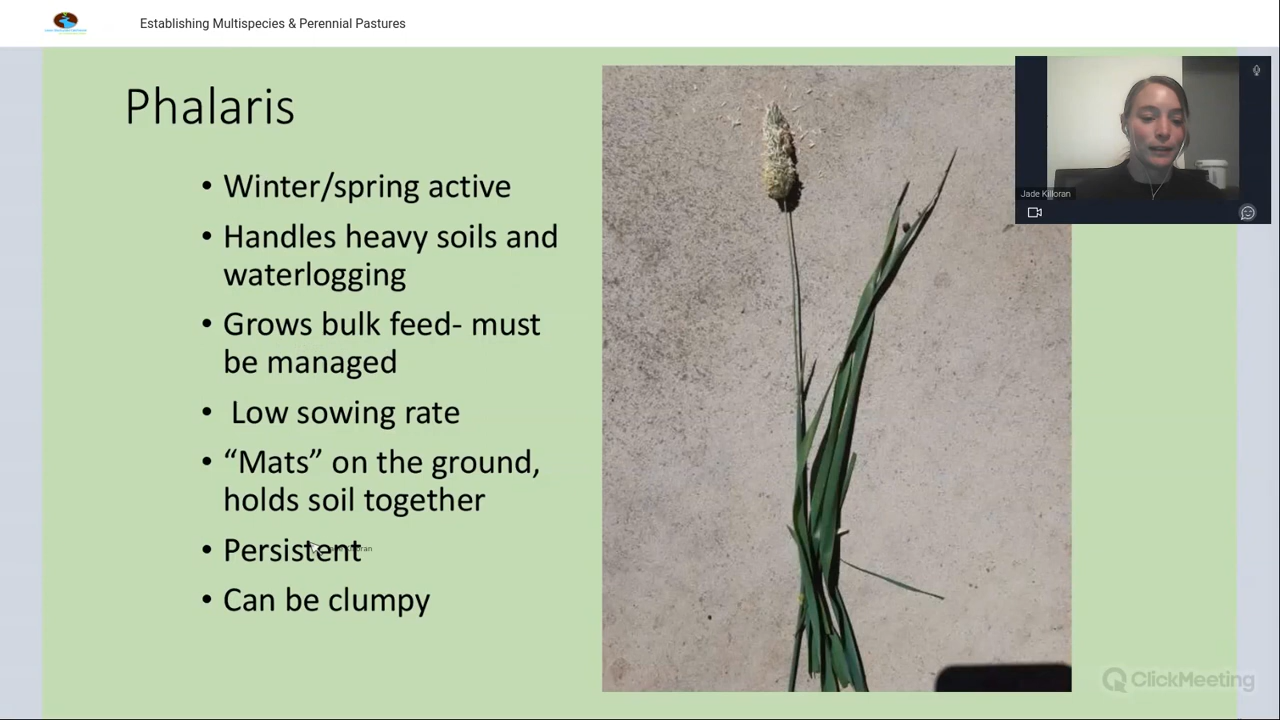 Establishing Multispecies & Perennial Pastures
Phalaris
• Winter/spring active
• Handles heavy soils and
waterlogging
• Grows bulk feed- must
be managed
• Low sowing rate
• “Mats” on the ground,
holds soil together
• Persistent
• Can be clumpy
Jade Killoran
ClickMeeting